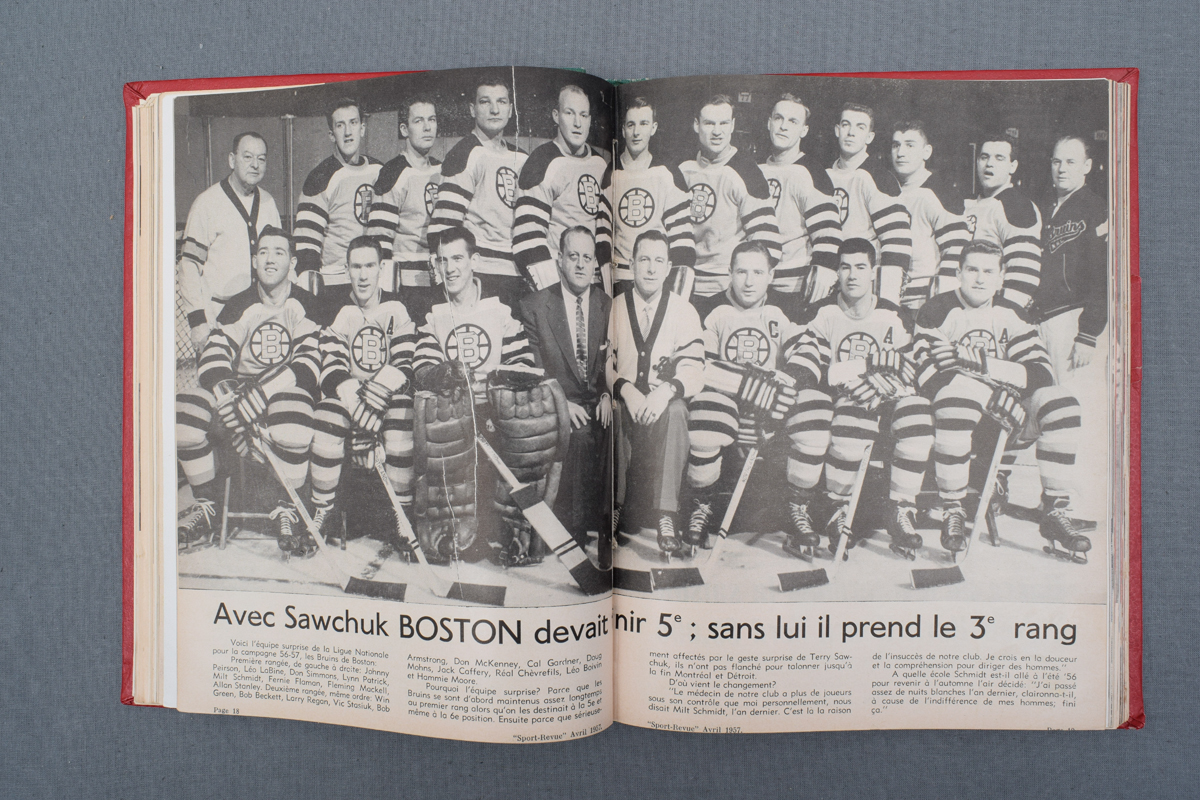 B
B
B
B
B
B
B
Bruins
B
B A
B
B C
B A
A
Avec Sawchuk BOSTON devait nir 5e ; sans lui il prend le 3e rang
Voici l'équipe surprise de la Ligue Nationale
pour la campagne 56-57, les Bruins de Boston:
Première rangée, de gauche à droite: Johnny
Peirson, Léo LaBine, Don Simmons, Lynn Patrick,
Milt Schmidt, Fernie Flamon, Fleming Mackell,
Allan Stanley. Deuxième rangée, même ordre: Win
Green, Bob Beckett, Larry Regan, Vic Stasiuk, Bob
Armstrong, Don McKenney, Cal Gardner, Doug
Mohns, Jack Caffery, Réal Chèvrefils, Léo Boivin
et Hammie Moore.
Pourquoi l'équipe surprise? Parce que les
Bruins se sont d'abord maintenus assez longtemps
au premier rang alors qu'on les destinait à la 5e et
même à la 6e position. Ensuite parce que sérieuse-
ment affectés par le geste surprise de Terry Saw-
chuk, ils n'ont pas flanché pour talonner jusqu'à
la fin Montréal et Détroit.
D'où vient le changement?
"Le médecin de notre club a plus de joueurs
sous son contrôle que moi personnellement, nous
disait Milt Schmidt, l'an dernier. C'est là la raison
de l'insuccès de notre club. Je crois en la douceur
et la compréhension pour diriger des hommes."
A quelle école Schmidt est-il allé à l'été '56
pour revenir à l'automne l'air décidé: "J'ai passé
assez de nuits blanches l'an dernier, claironna-t-il,
à cause de l'indifférence de mes hommes; fini
ça."
Page 18
"Sport-Revue" Avril 1957.
"Sport-Revue" Avril 1957.